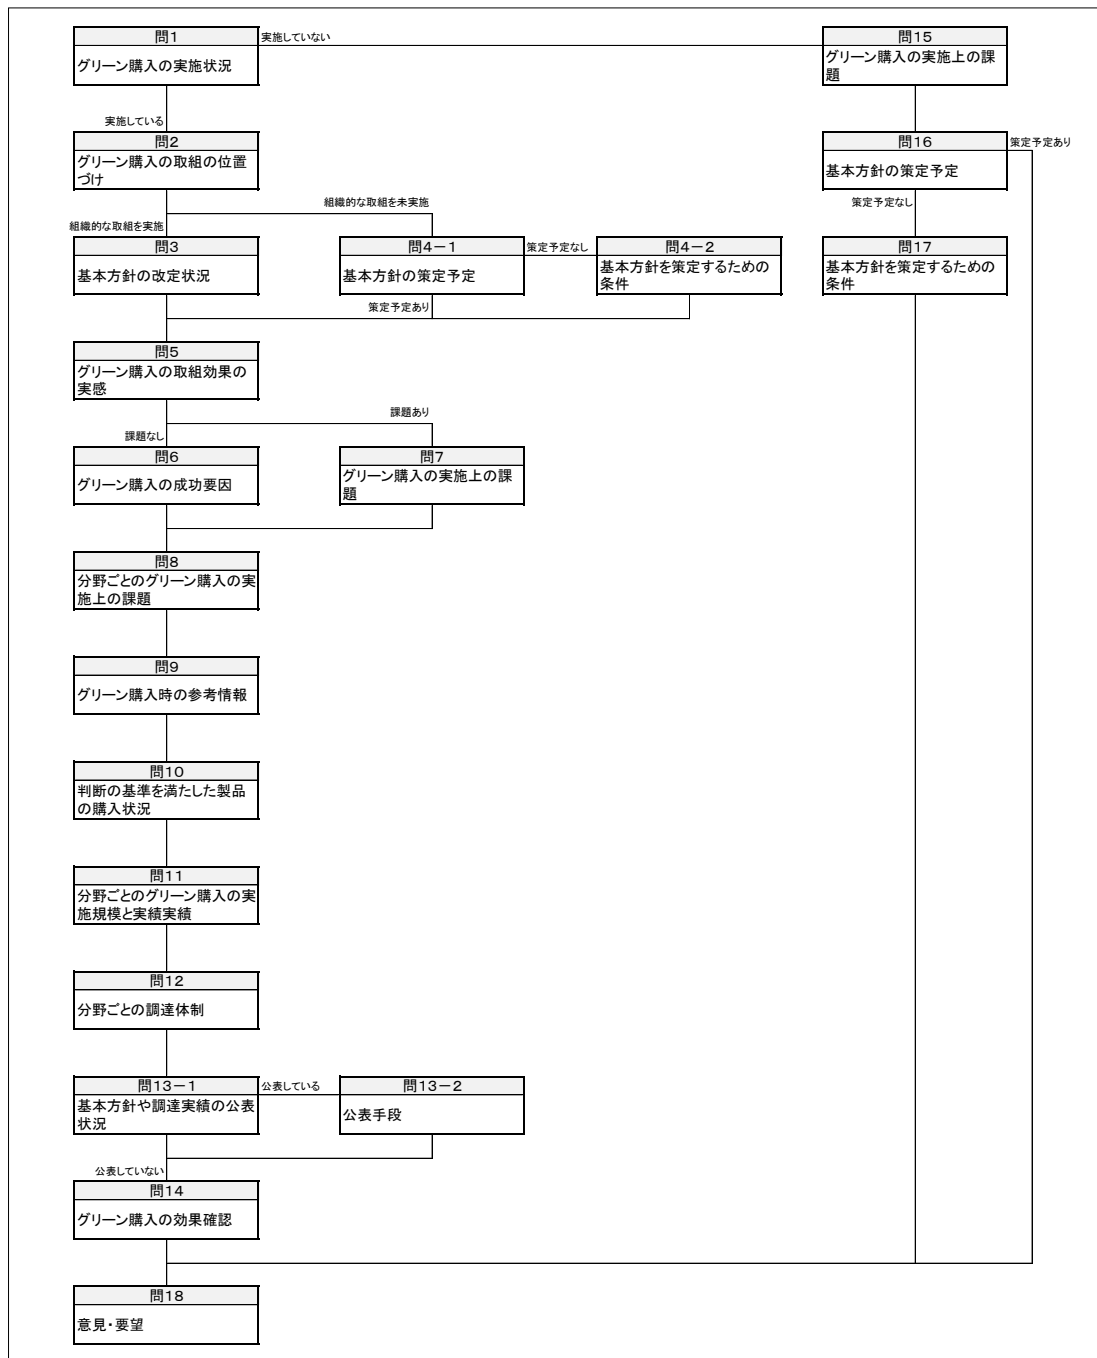 問1
実施していない
問15
グリーン購入の実施状況
グリーン購入の実施上の課
題
実施している
問2
問16
策定予定あり
グリーン購入の取組の位置
づけ
基本方針の策定予定
組織的な取組を未実施
策定予定なし
組織的な取組を実施
問3
問4－1
策定予定なし
問4－2
問17
基本方針の改定状況
基本方針の策定予定
基本方針を策定するための
条件
基本方針を策定するための
条件
策定予定あり
問5
グリーン購入の取組効果の
実感
課題あり
課題なし
問6
問7
グリーン購入の成功要因
グリーン購入の実施上の課
題
問8
分野ごとのグリーン購入の実
施上の課題
問9
グリーン購入時の参考情報
問10
判断の基準を満たした製品
の購入状況
問11
分野ごとのグリーン購入の実
施規模と実績実績
問12
分野ごとの調達体制
問13－1
公表している
問13－2
基本方針や調達実績の公表
状況
公表手段
公表していない
問14
グリーン購入の効果確認
問18
意見・要望